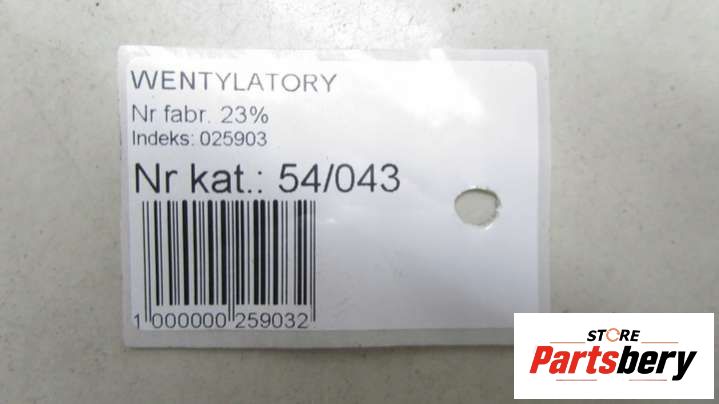 WENTYLATORY
Nr fabr. 23%
Indeks: 025903
Nr kat.: 54/043
1 000000 259032
STORE
Partsbery